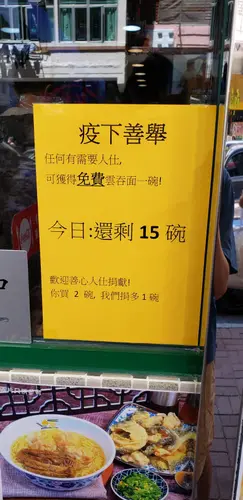 疫下善舉
任何有需要人仕,
可獲得免費雲吞面一碗!
今日:還剩 15 碗
歡迎善心人仕捐獻!
你買 2 碗, 我們捐多 1 碗